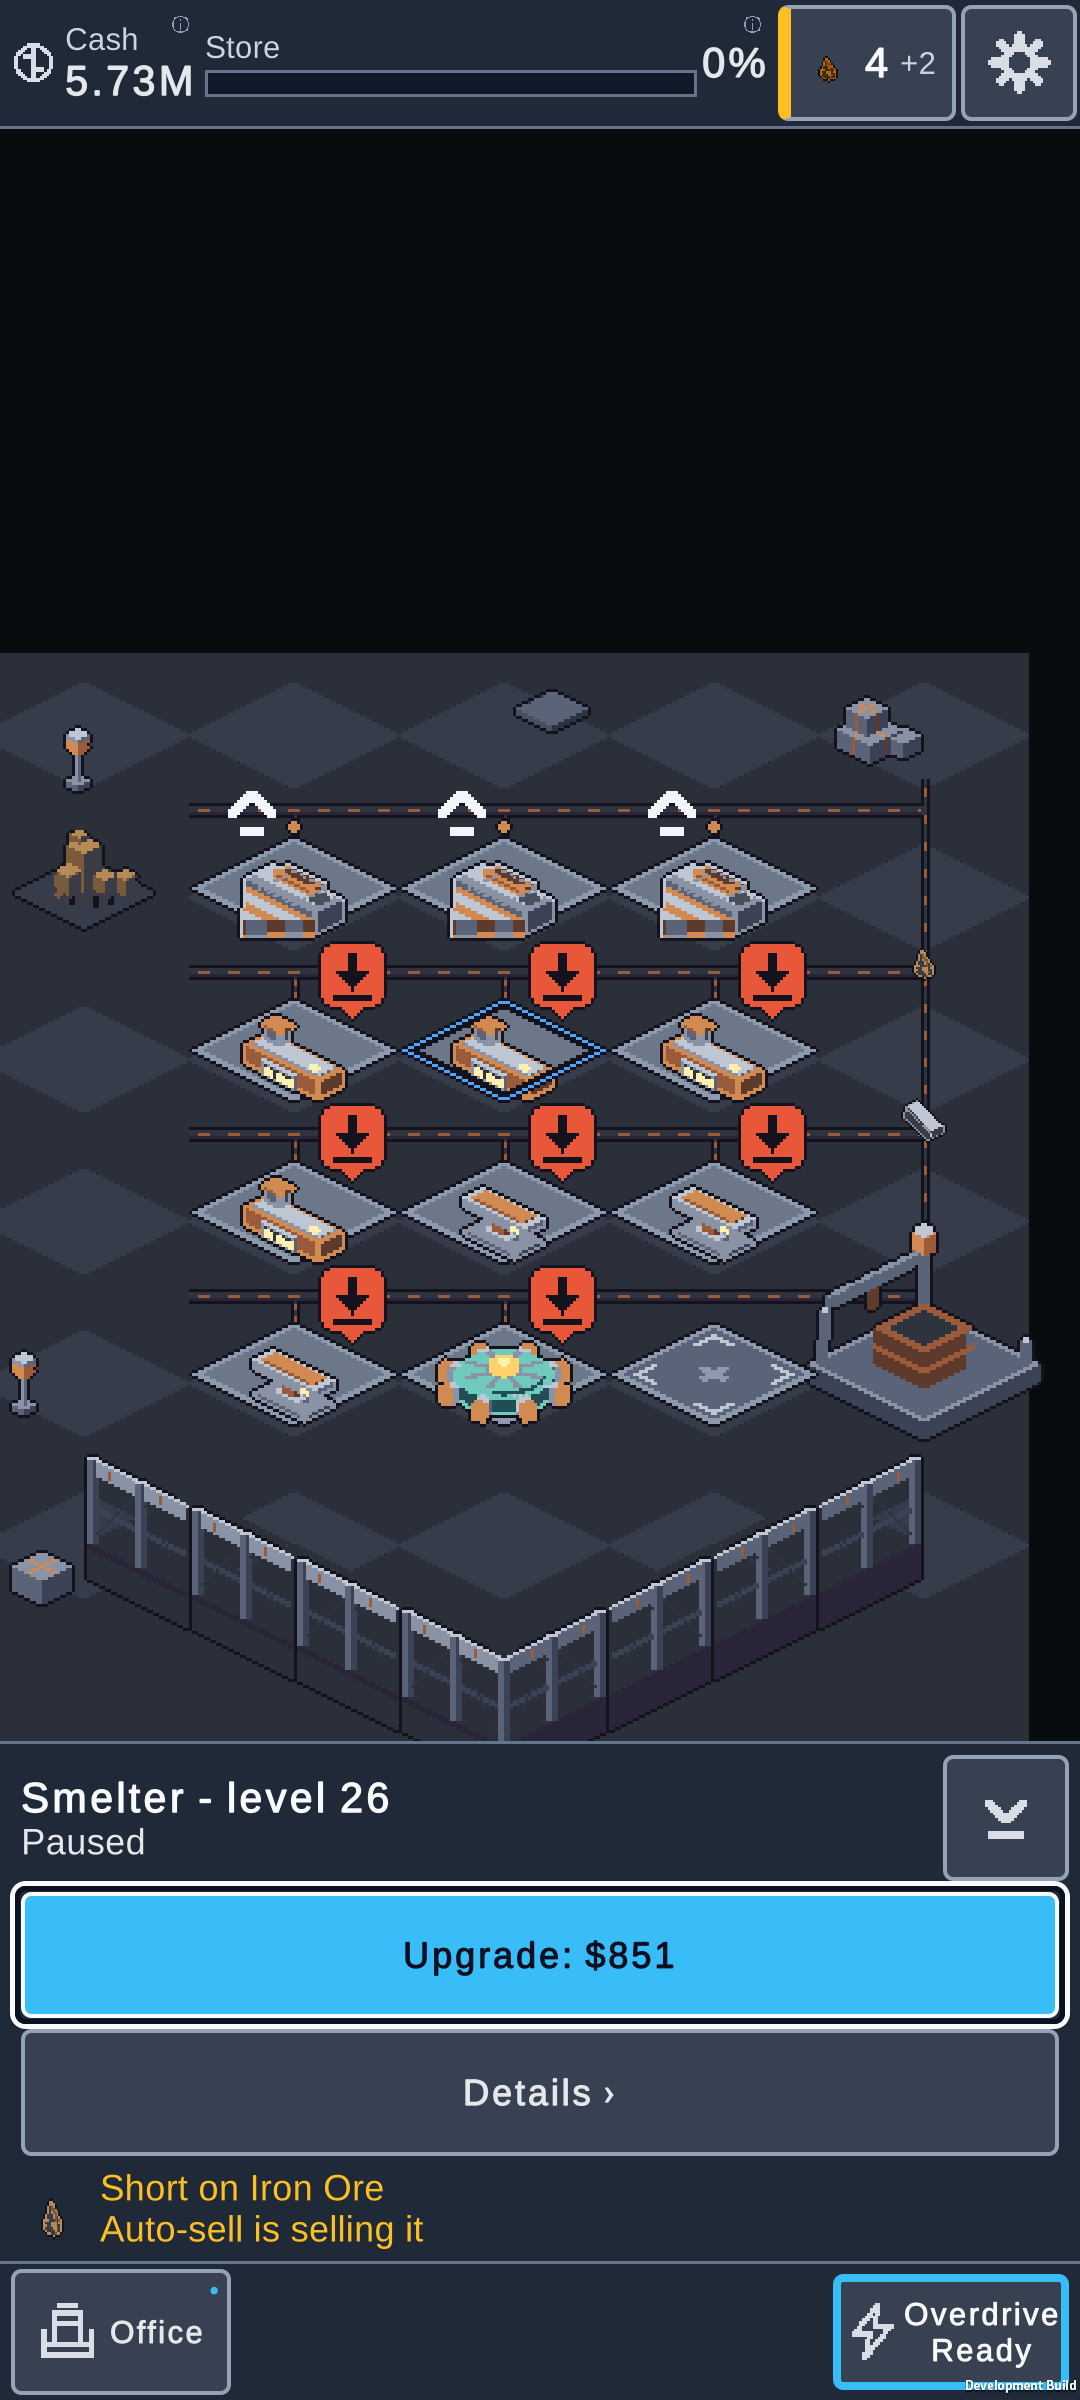 Cash
5.73M
Store
0%
4 +2
Smelter - level 26
Paused
Upgrade: $851
Details ›
Short on Iron Ore
Auto-sell is selling it
Office
Overdrive
Ready
Development Build